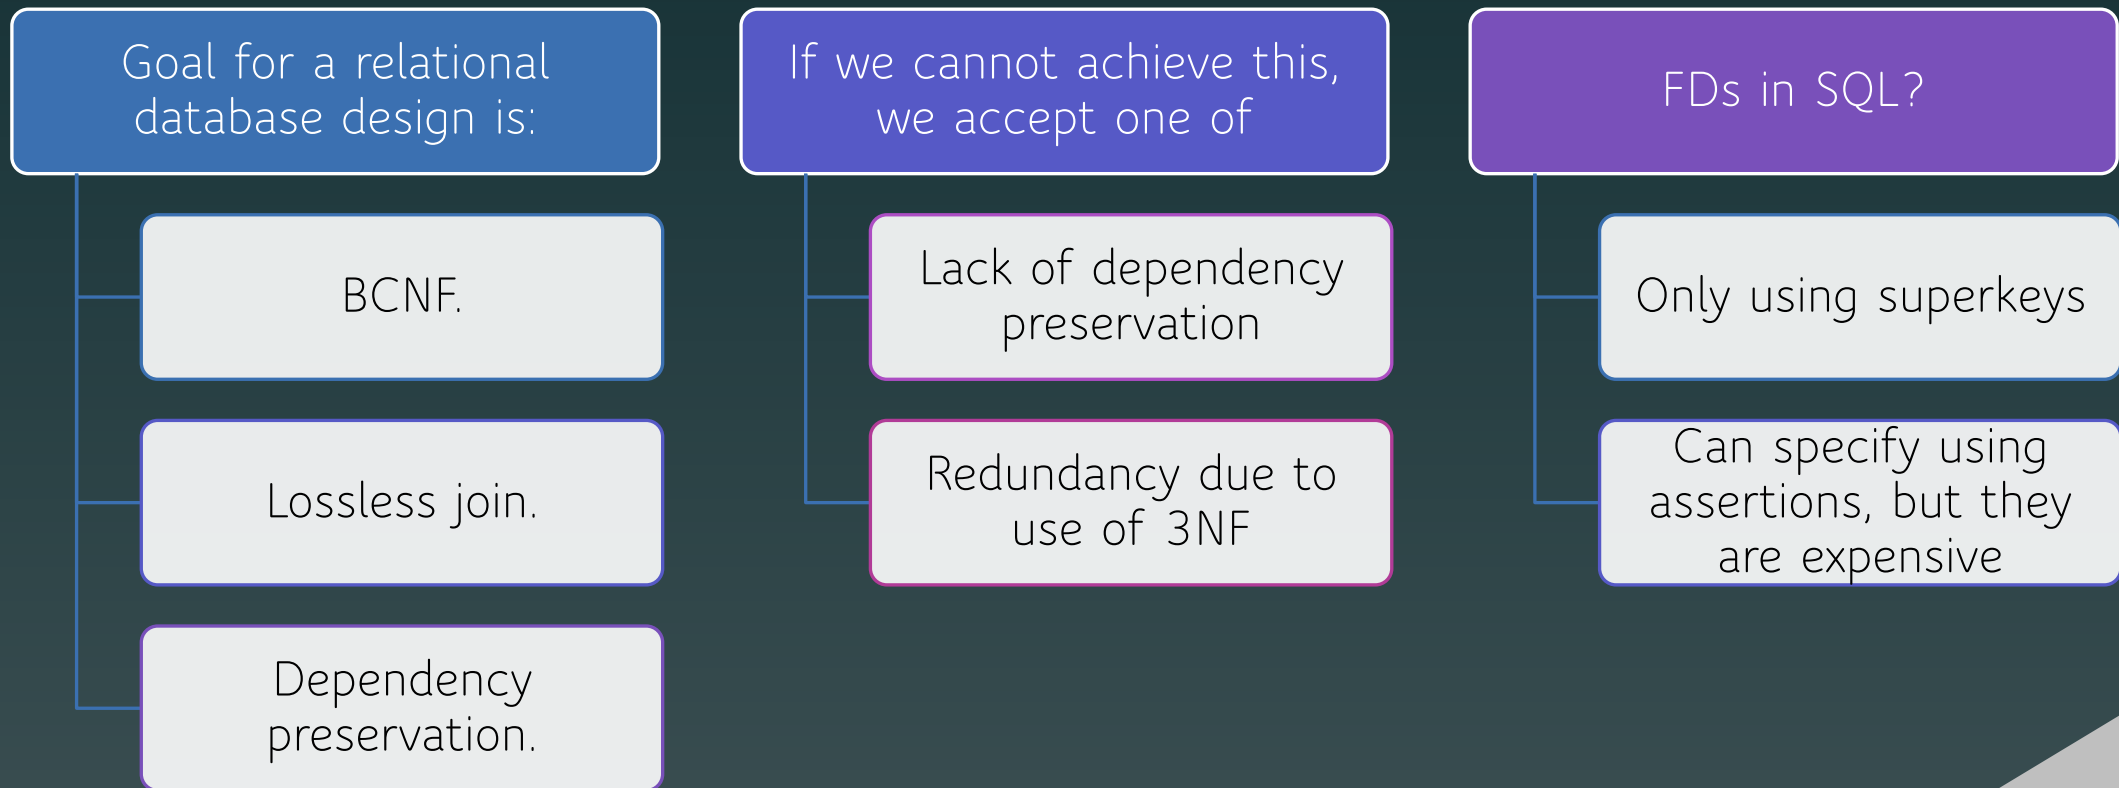 Goal for a relational
database design is:
BCNF.
Lossless join.
Dependency
preservation.
If we cannot achieve this,
we accept one of
Lack of dependency
preservation
Redundancy due to
use of 3NF
FDs in SQL?
Only using superkeys
Can specify using
assertions, but they
are expensive